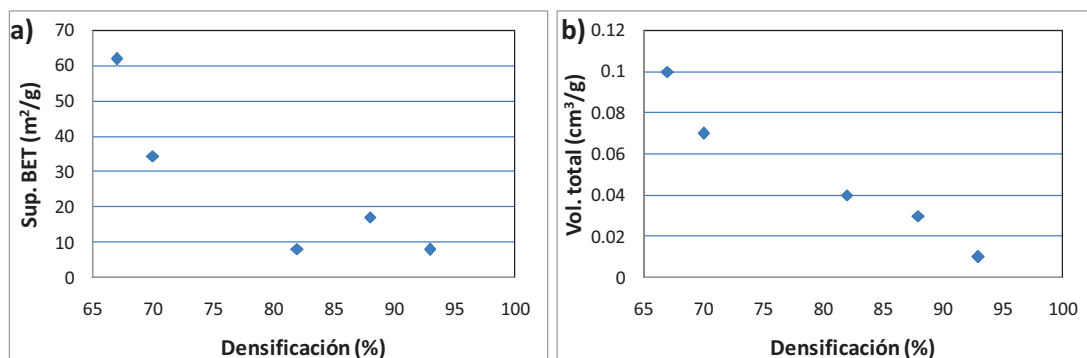 a)
Sup. BET (m²/g)
70
60
50
40
30
20
10
0
65 70 75 80 85 90 95 100
Densificación (%)
b)
Vol. total (cm³/g)
0.12
0.1
0.08
0.06
0.04
0.02
0
65 70 75 80 85 90 95 100
Densificación (%)